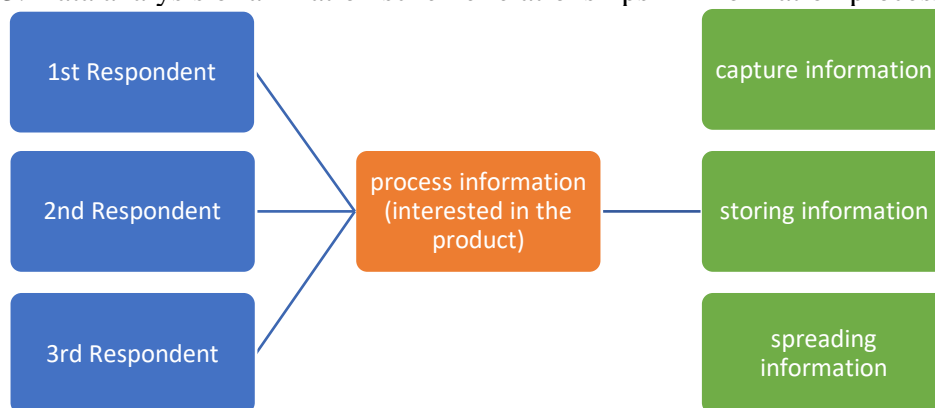 1st Respondent
capture information
2nd Respondent
process information
(interested in the
product)
storing information
3rd Respondent
spreading
information